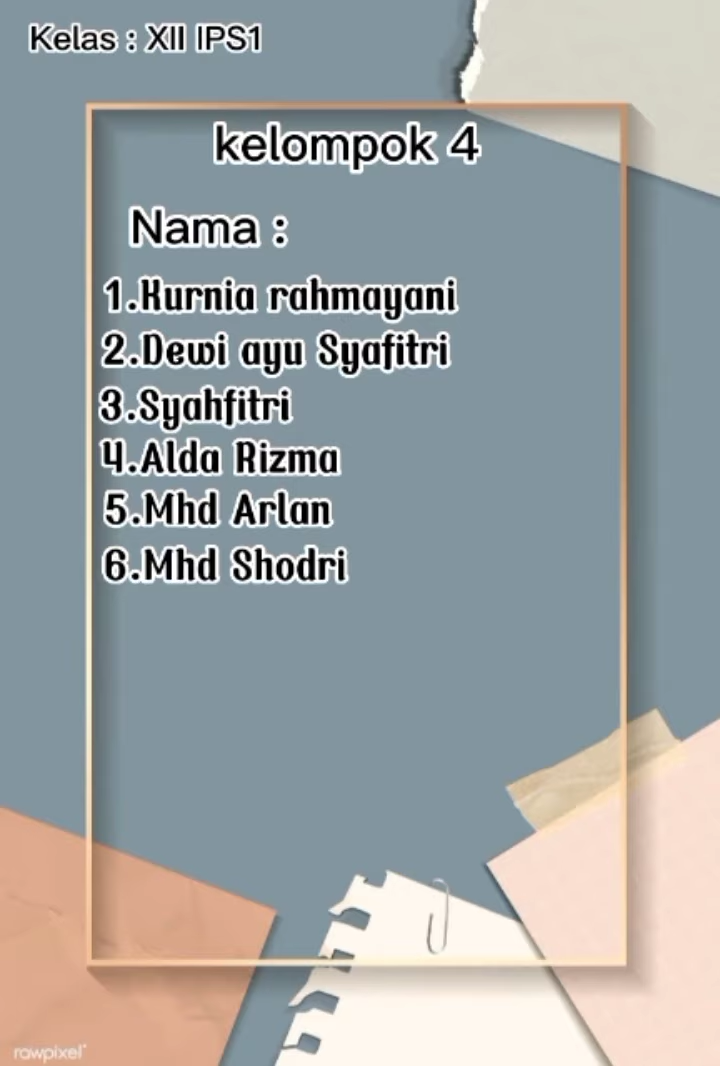 Kelas : XII IPS1
kelompok 4
Nama :
1.Kurnia rahmayani
2.Dewi ayu Syafitri
3.Syahfitri
4.Alda Rizma
5.Mhd Arlan
6.Mhd Shodri
rawpixel